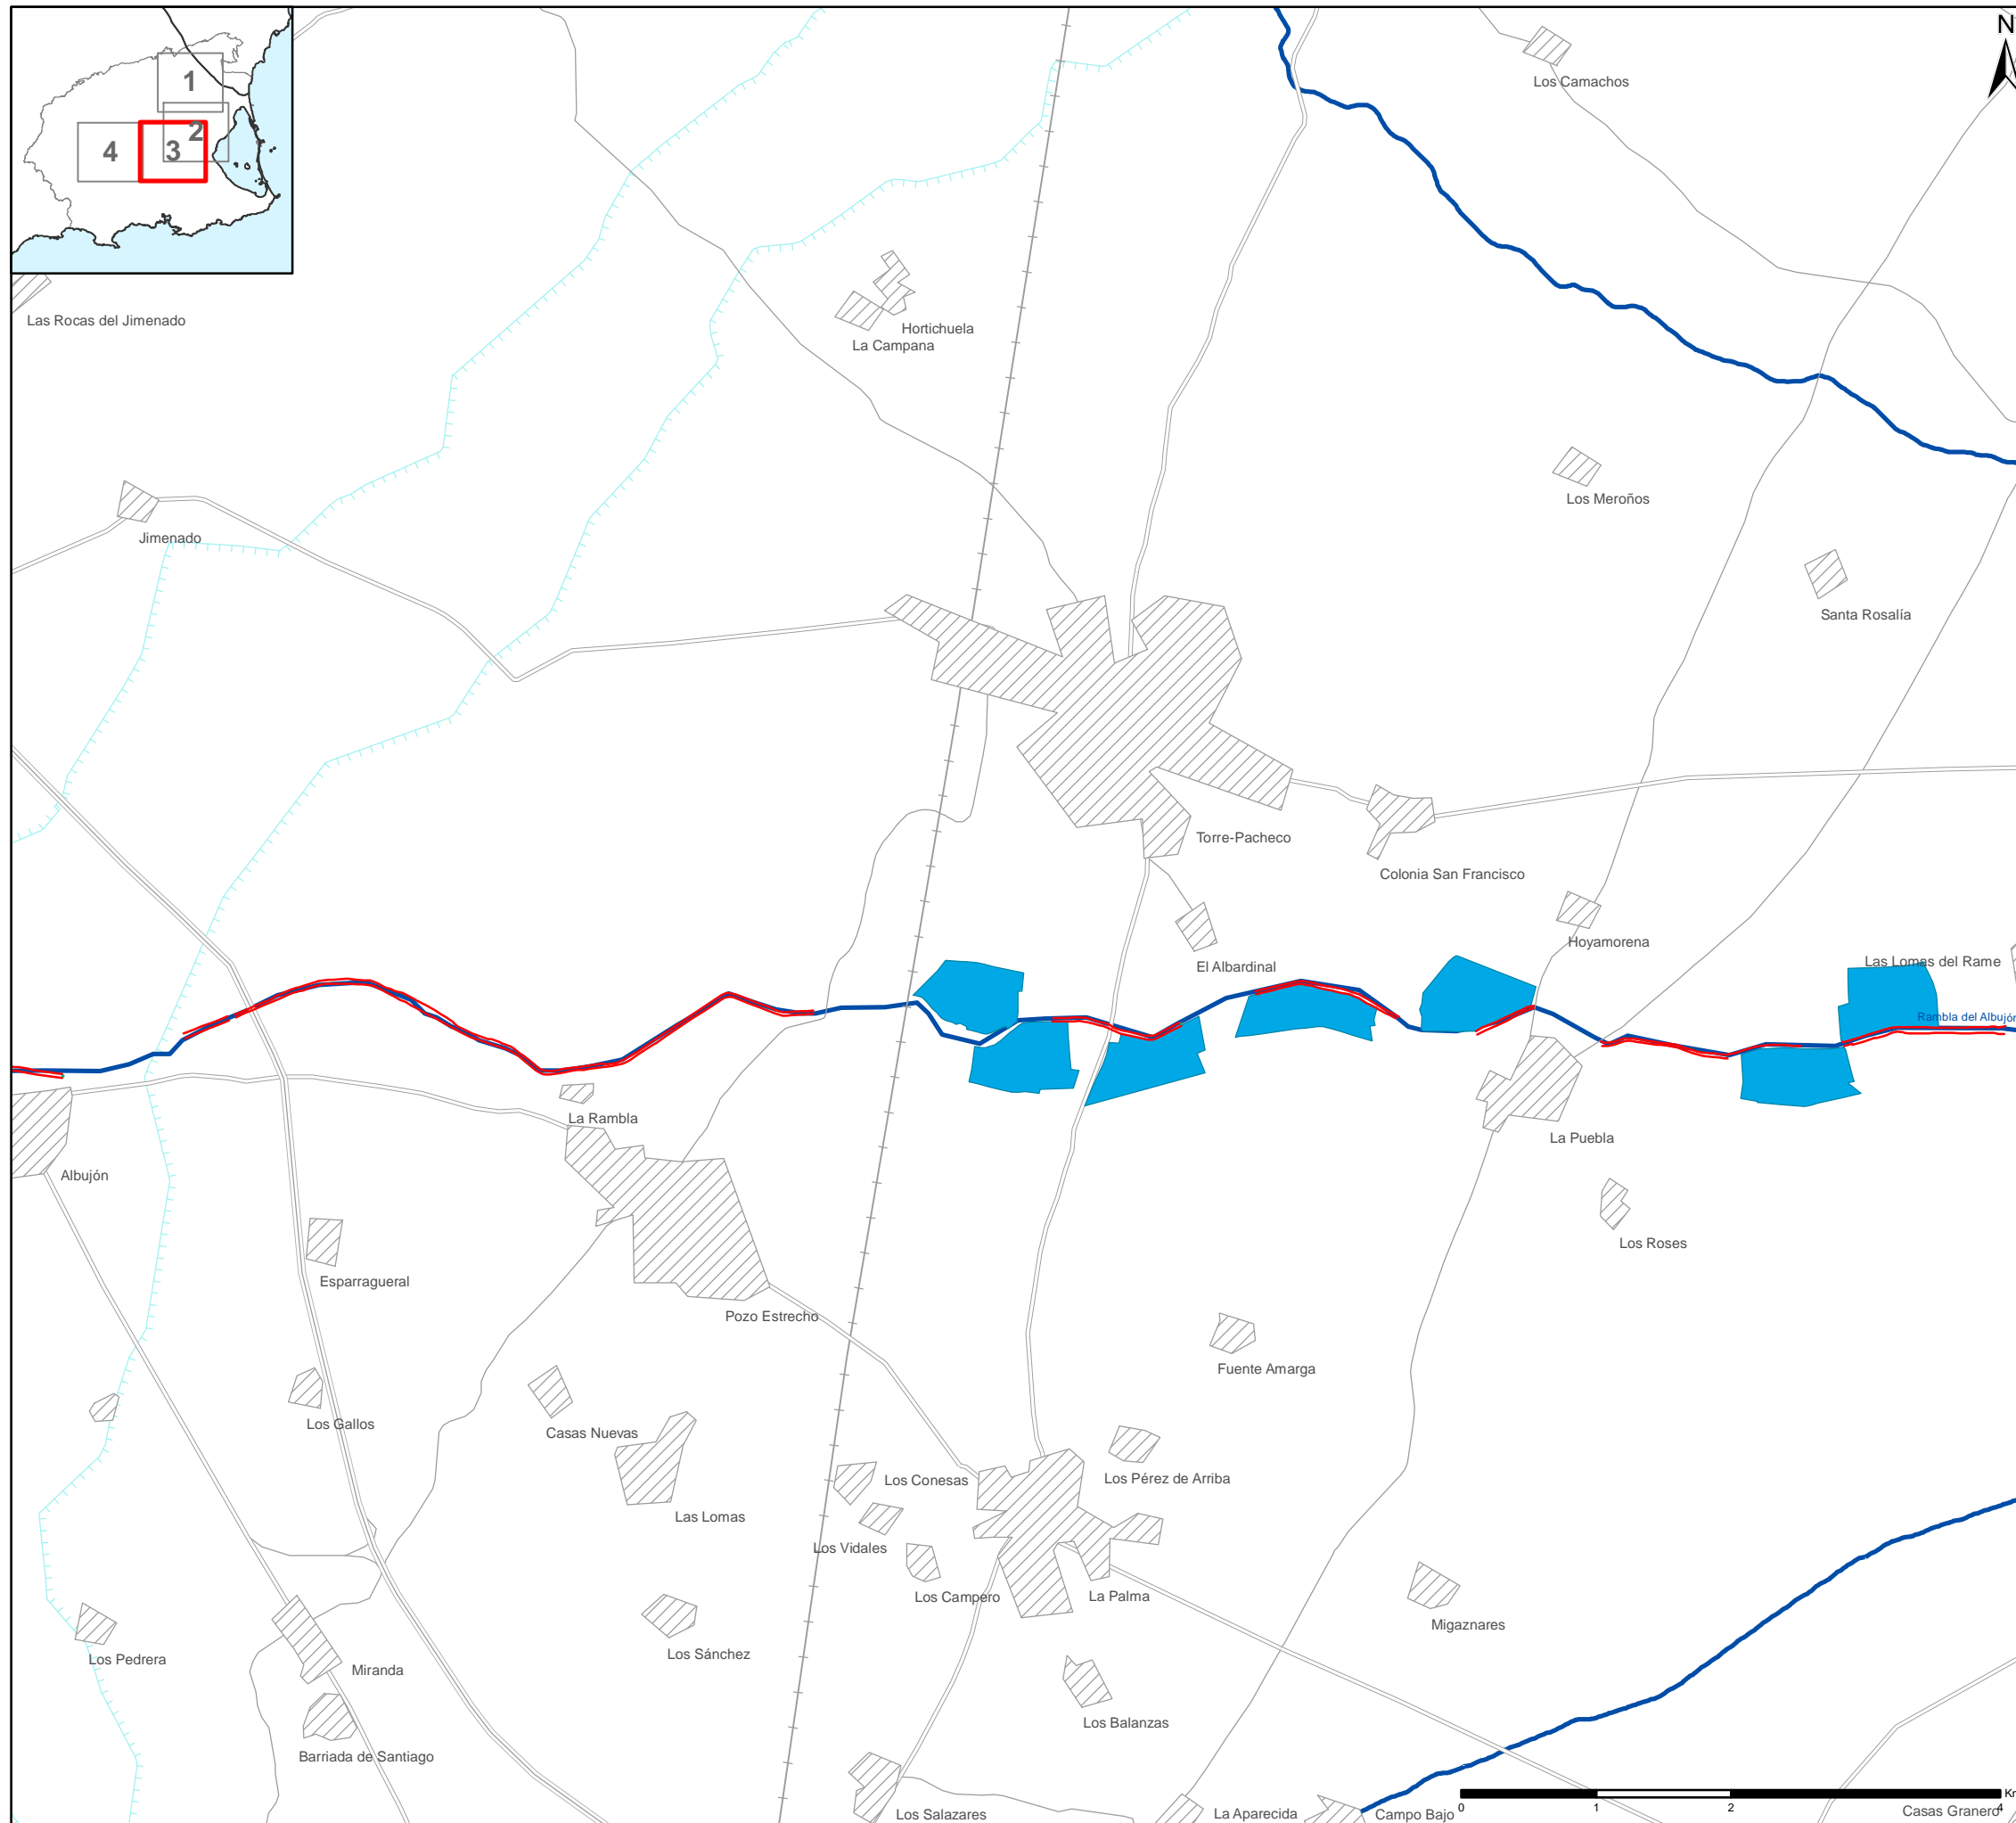 N
1
2
4
3
Los Camachos
Las Rocas del Jimenado
Hortichuela
La Campana
Los Meroños
Jimenado
Santa Rosalía
Torre-Pacheco
Colonia San Francisco
Hoyamorena
Las Lomas del Rame
El Albardinal
Rambla del Albujón
La Rambla
La Puebla
Albujón
Los Roses
Esparragueral
Pozo Estrecho
Fuente Amarga
Los Gallos
Casas Nuevas
Los Conesas
Los Pérez de Arriba
Las Lomas
Los Vidales
Los Campero
La Palma
Migaznares
Los Sánchez
Los Pedrera
Miranda
Los Balanzas
Barriada de Santiago
Los Salazares
La Aparecida
Campo Bajo
Km
0 1 2 4
Casas Granero